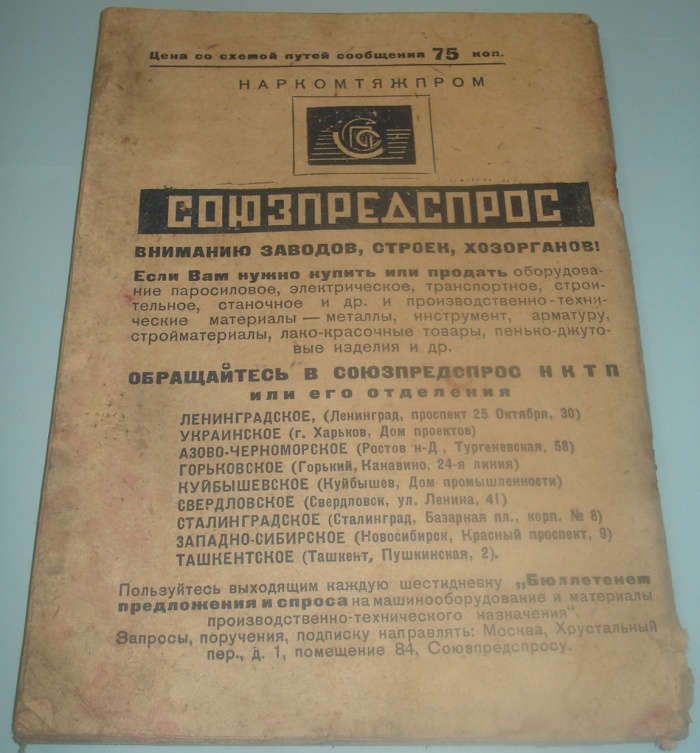 Цена со схемой путей сообщения 75 коп.
НАРКОМТЯЖПРОМ
СОЮЗПРЕДСПРОС
ВНИМАНИЮ ЗАВОДОВ, СТРОЕК, ХОЗОРГАНОВ!
Если Вам нужно купить или продать оборудова-
ние паросиловое, электрическое, транспортное, строи-
тельное, станочное и др. и производственно-техни-
ческие материалы — металлы, инструмент, арматуру,
стройматериалы, лако-красочные товары, пенько-джуто-
вые изделия и др.
ОБРАЩАЙТЕСЬ В СОЮЗПРЕДСПРОС НКТП
или его отделения
ЛЕНИНГРАДСКОЕ, (Ленинград, проспект 25 Октября, 30)
УКРАИНСКОЕ (г. Харьков, Дом проектов)
АЗОВО-ЧЕРНОМОРСКОЕ (Ростов н-Д., Тургеневская, 58)
ГОРЬКОВСКОЕ (Горький, Канавино, 24-я линия)
КУЙБЫШЕВСКОЕ (Куйбышев, Дом промышленности)
СВЕРДЛОВСКОЕ (Свердловск, ул. Ленина, 41)
СТАЛИНГРАДСКОЕ (Сталинград, Базарная пл., корп. № 8)
ЗАПАДНО-СИБИРСКОЕ (Новосибирск, Красный проспект, 9)
ТАШКЕНТСКОЕ (Ташкент, Пушкинская, 2).
Пользуйтесь выходящим каждую шестидневку „Бюллетенем
предложения и спроса на машинооборудование и материалы
производственно-технического назначения"
Запросы, поручения, подписку направлять: Москва, Хрустальный
пер., д. 1, помещение 84, Союзпредспросу.